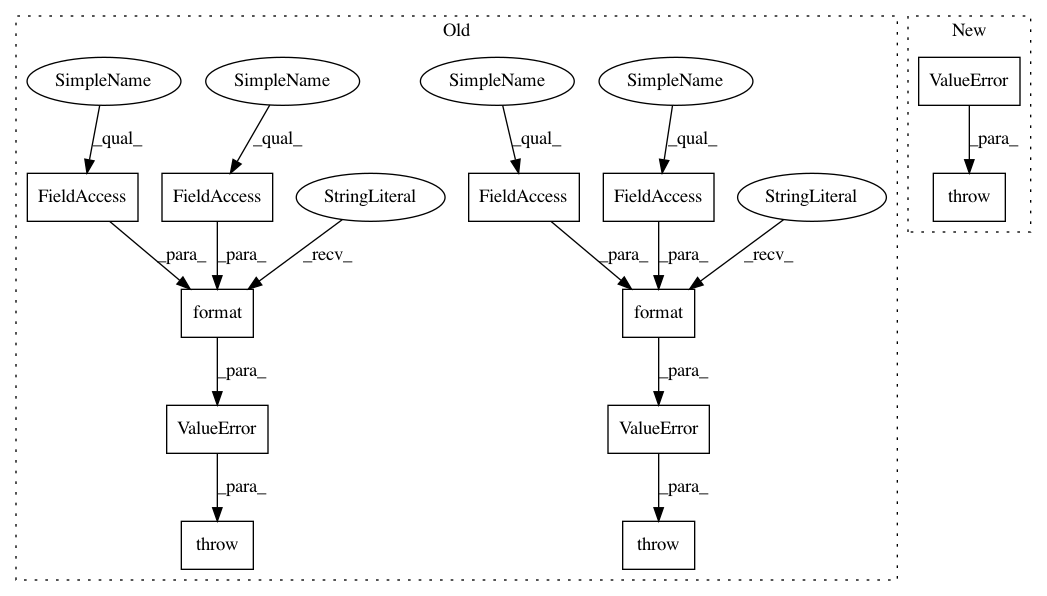 Old New
SimpleName SimpleName SimpleName SimpleName ValueError
_qual_ _qual_ _qual_ _qual_ _para_
FieldAccess FieldAccess StringLiteral FieldAccess FieldAccess StringLiteral throw
_para_ _para_ _recv_ _para_ _para_ _recv_
format format
_para_ _para_
ValueError ValueError
_para_ _para_
throw throw